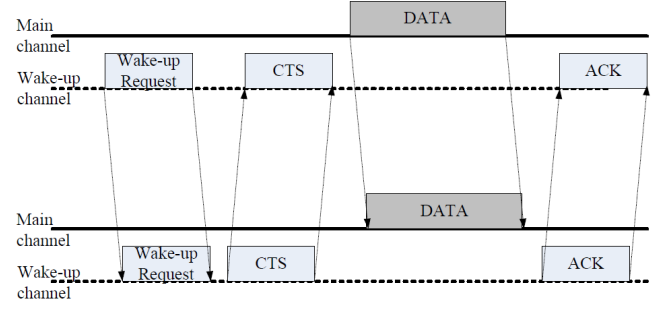 DATA
Main
channel
Wake-up
Request
CTS
ACK
Wake-up
channel
DATA
Main
channel
Wake-up
Request
CTS
ACK
Wake-up
channel